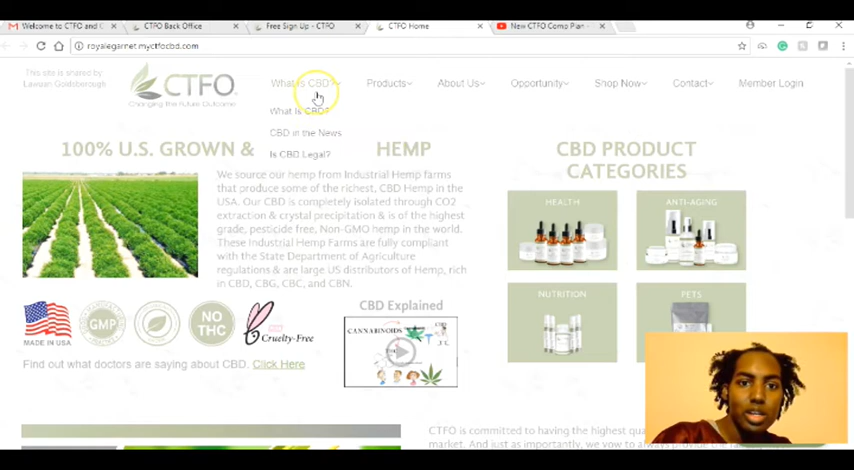 Welcome to CTFO and C
CTFO Back Office
Free Sign Up - CTFO
CTFO Home
New CTFO Comp Plan -
royalegarnet.myctfocbd.com
This site is shared by
Lawuan Goldsborough
CTFO
Changing the Future Outcome
What is CBD?
Products
About Us
Opportunity
Shop Now
Contact
Member Login
What Is CBD?
CBD in the News
Is CBD Legal?
100% U.S. GROWN & HEMP
We source our hemp from Industrial Hemp farms
that produce some of the richest, CBD Hemp in the
USA. Our CBD is completely isolated through CO2
extraction & crystal precipitation & is of the highest
grade, pesticide free, Non-GMO hemp in the world.
These Industrial Hemp Farms are fully compliant
with the State Department of Agriculture
regulations & are large US distributors of Hemp, rich
in CBD, CBG, CBC, and CBN.
MADE IN USA
GMP
NO
THC
Cruelty-Free
Find out what doctors are saying about CBD. Click Here
CBD Explained
CANNABINOIDS
CBD PRODUCT
CATEGORIES
HEALTH
ANTI-AGING
NUTRITION
PETS
CTFO is committed to having the highest qua
market. And just as importantly, we vow to always provide the